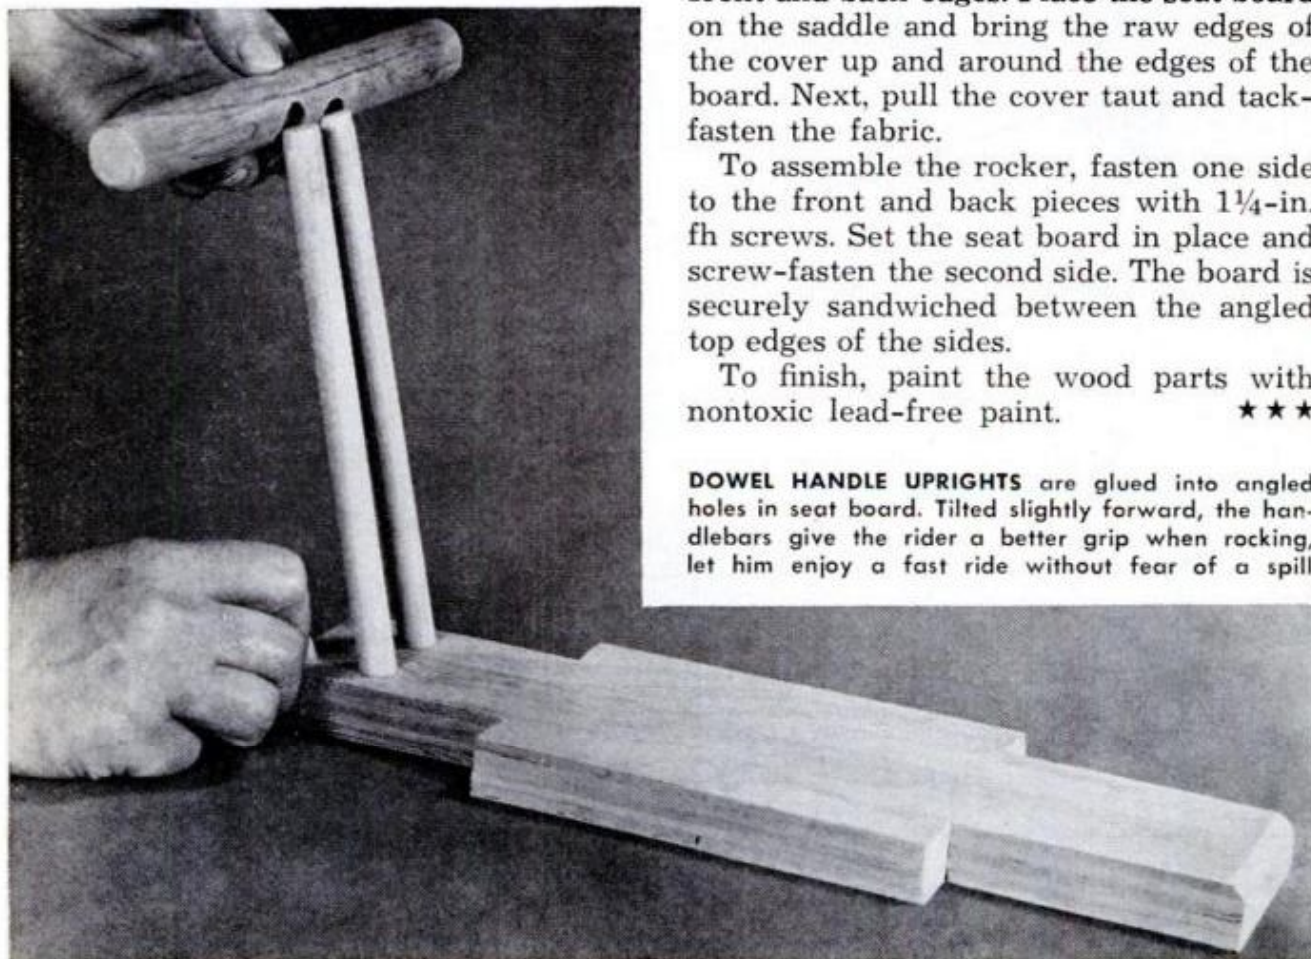 on the saddle and bring the raw edges of
the cover up and around the edges of the
board. Next, pull the cover taut and tack-
fasten the fabric.
To assemble the rocker, fasten one side
to the front and back pieces with 1¼-in.
fh screws. Set the seat board in place and
screw-fasten the second side. The board is
securely sandwiched between the angled
top edges of the sides.
To finish, paint the wood parts with
nontoxic lead-free paint. ★★★
DOWEL HANDLE UPRIGHTS are glued into angled
holes in seat board. Tilted slightly forward, the han-
dlebars give the rider a better grip when rocking,
let him enjoy a fast ride without fear of a spill